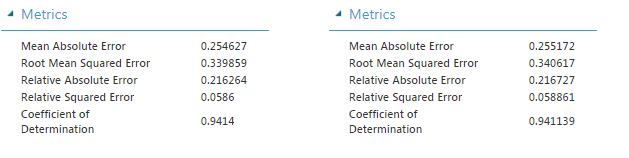 Metrics
Mean Absolute Error 0.254627
Root Mean Squared Error 0.339859
Relative Absolute Error 0.216264
Relative Squared Error 0.0586
Coefficient of
Determination 0.9414
Metrics
Mean Absolute Error 0.255172
Root Mean Squared Error 0.340617
Relative Absolute Error 0.216727
Relative Squared Error 0.058861
Coefficient of
Determination 0.941139